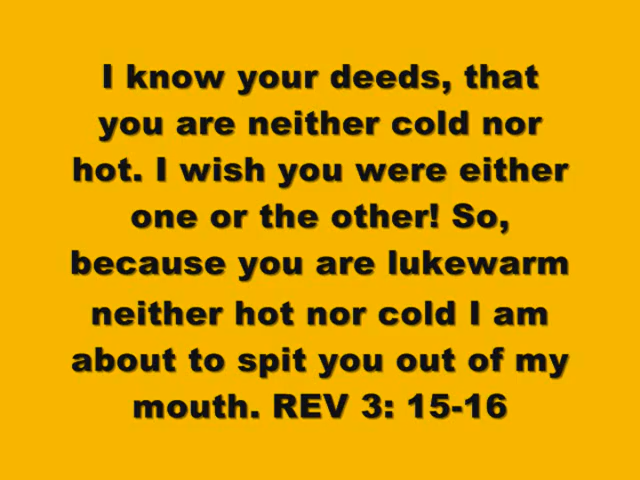 I know your deeds, that
you are neither cold nor
hot. I wish you were either
one or the other! So,
because you are lukewarm
neither hot nor cold I am
about to spit you out of my
mouth. REV 3: 15-16